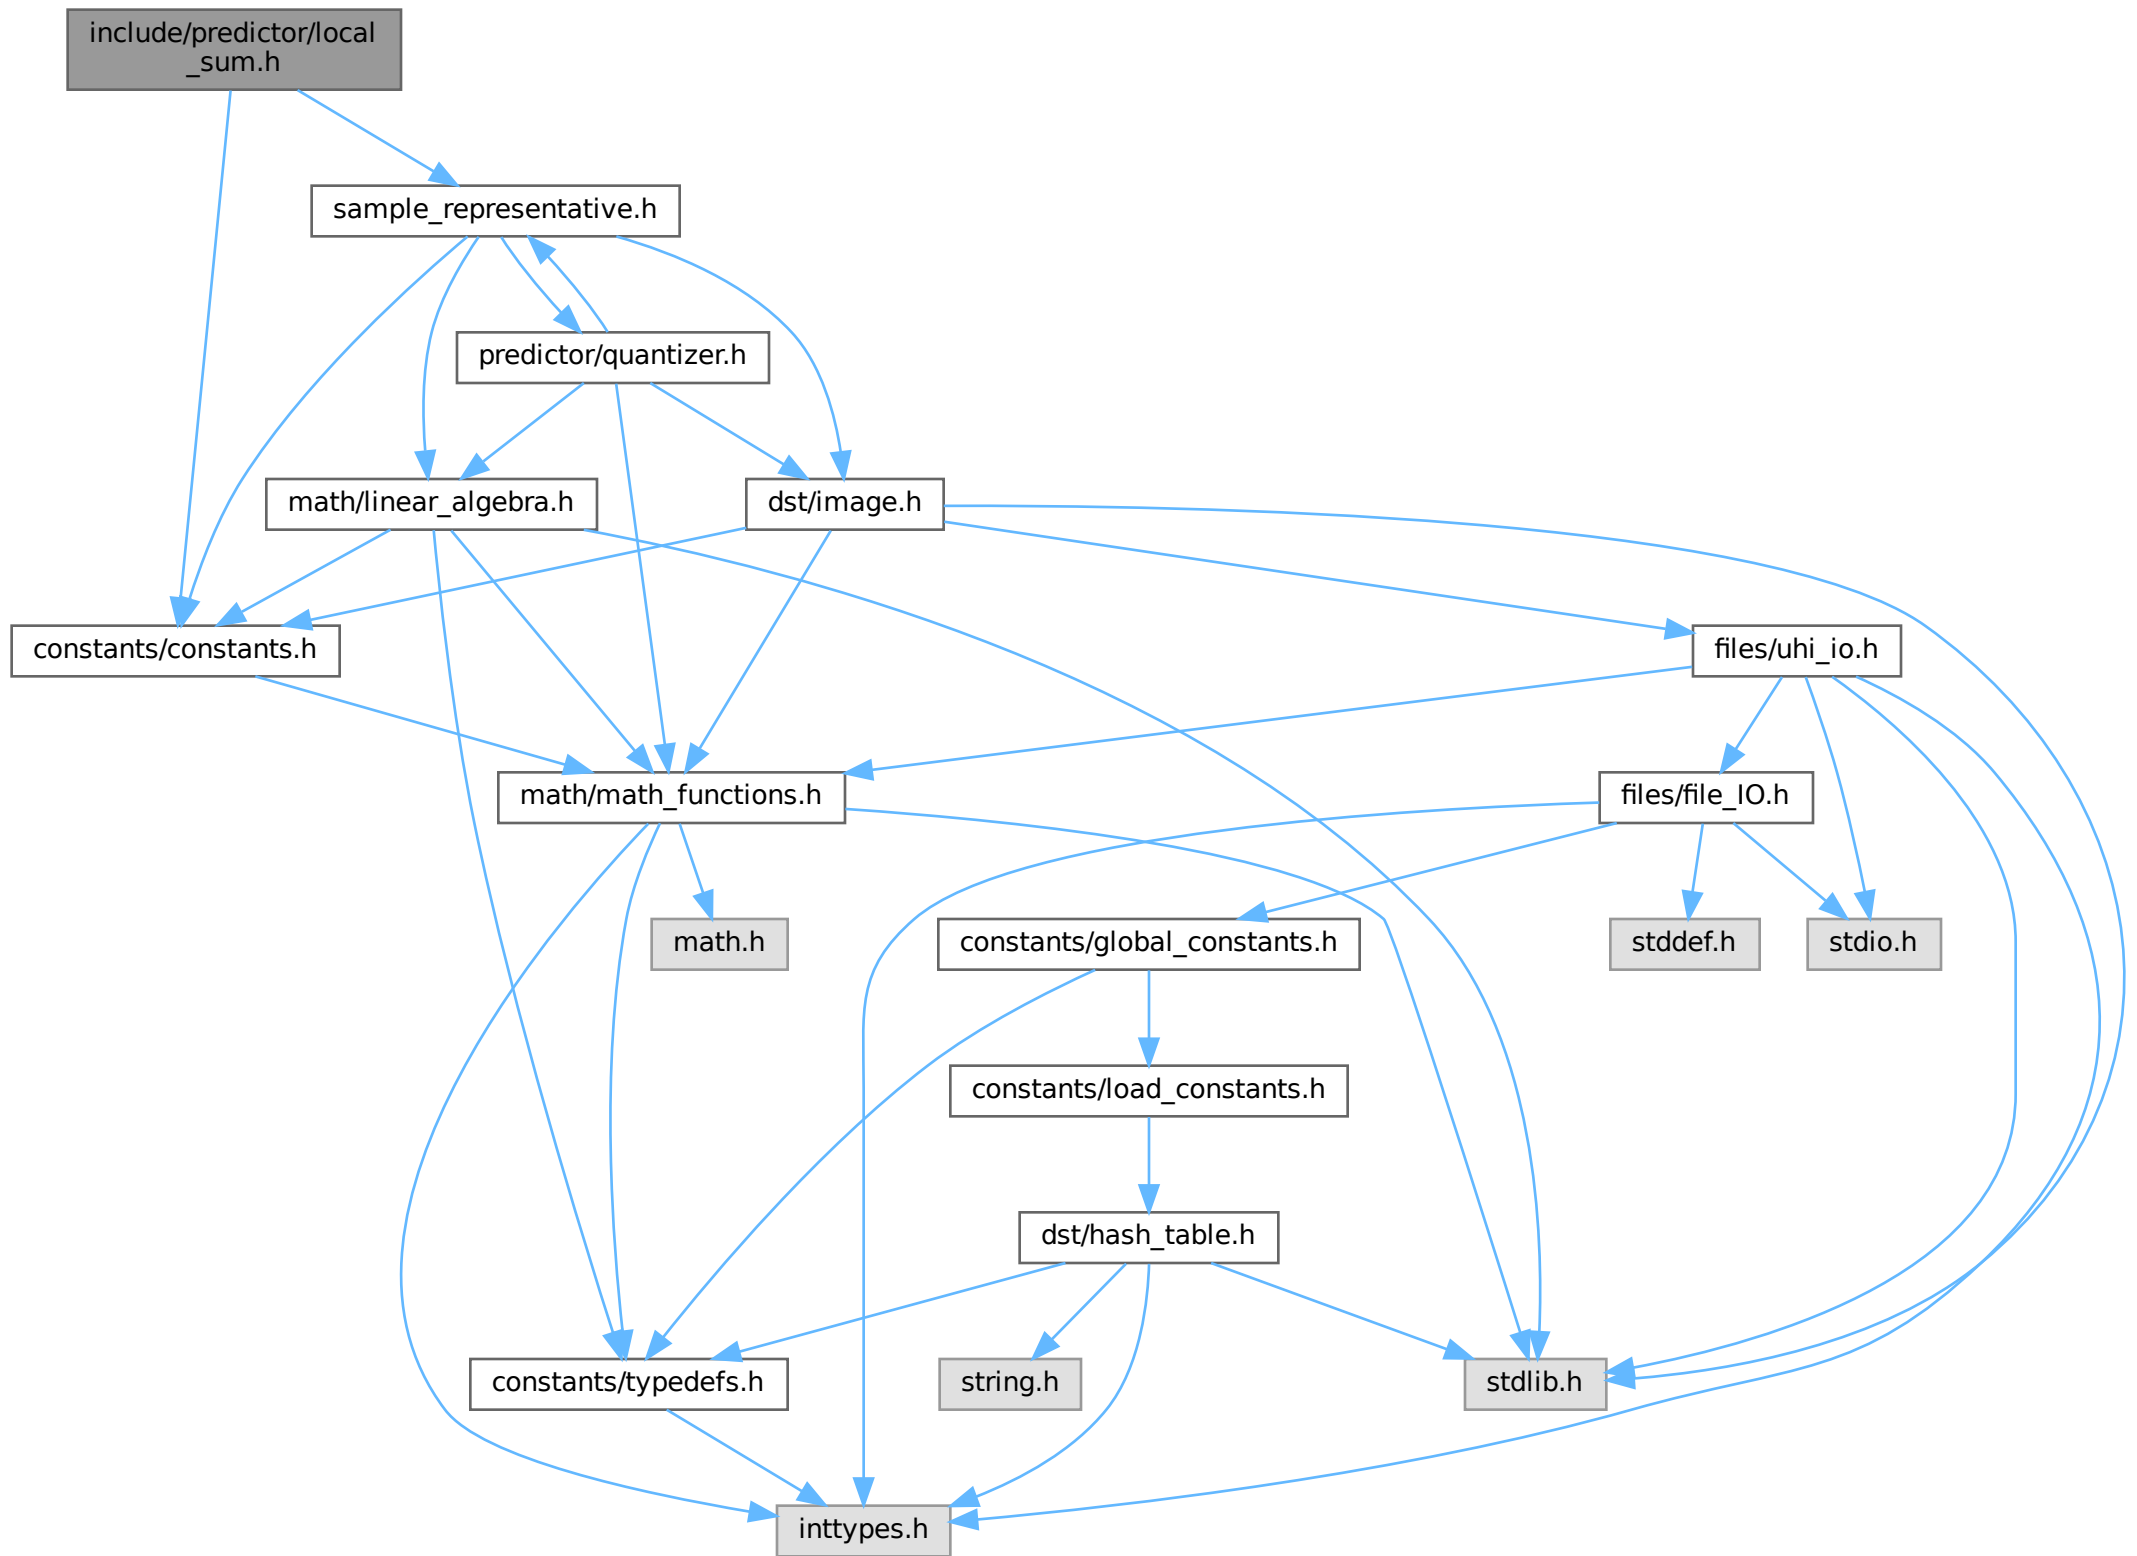 include/predictor/local
_sum.h
sample_representative.h
predictor/quantizer.h
math/linear_algebra.h
dst/image.h
constants/constants.h
files/uhi_io.h
math/math_functions.h
files/file_IO.h
math.h
constants/global_constants.h
stddef.h
stdio.h
constants/load_constants.h
dst/hash_table.h
constants/typedefs.h
string.h
stdlib.h
inttypes.h